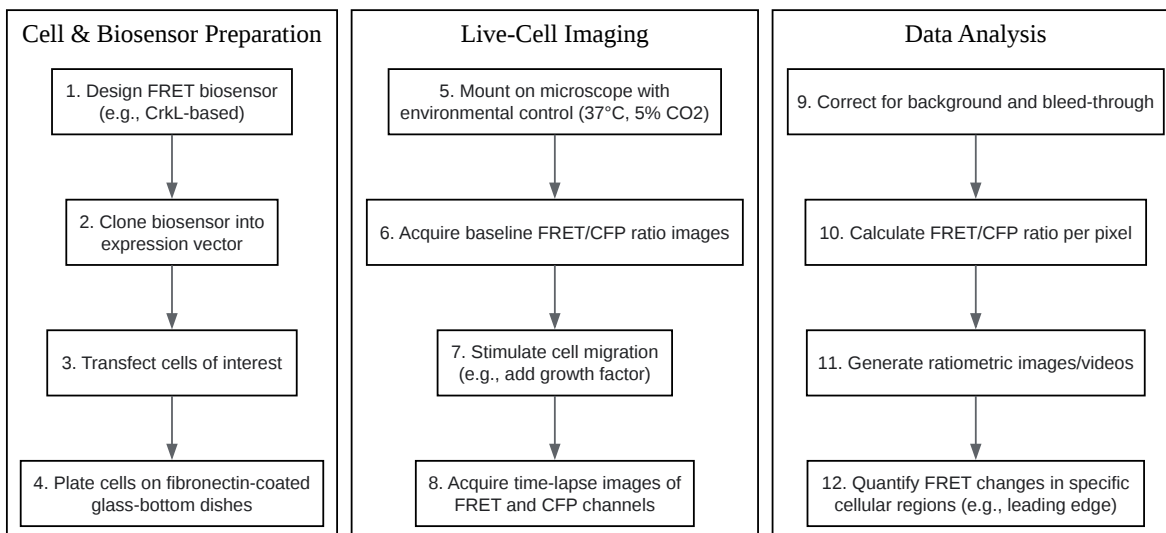 Cell & Biosensor Preparation
1. Design FRET biosensor
(e.g., CrkL-based)
2. Clone biosensor into
expression vector
3. Transfect cells of interest
4. Plate cells on fibronectin-coated
glass-bottom dishes
Live-Cell Imaging
5. Mount on microscope with
environmental control (37°C, 5% CO2)
6. Acquire baseline FRET/CFP ratio images
7. Stimulate cell migration
(e.g., add growth factor)
8. Acquire time-lapse images of
FRET and CFP channels
Data Analysis
9. Correct for background and bleed-through
10. Calculate FRET/CFP ratio per pixel
11. Generate ratiometric images/videos
12. Quantify FRET changes in specific
cellular regions (e.g., leading edge)